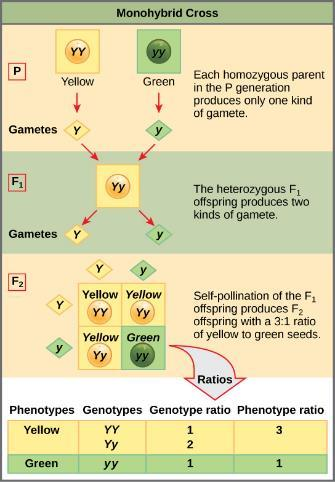 Monohybrid Cross
P
YY
yy
Yellow
Green
Each homozygous parent
in the P generation
produces only one kind
of gamete.
Gametes
Y
y
F1
Yy
The heterozygous F1
offspring produces two
kinds of gamete.
Gametes
Y
y
F2
Y
y
Y
Yellow
YY
Yellow
Yy
y
Yellow
Yy
Green
yy
Self-pollination of the F1
offspring produces F2
offspring with a 3:1 ratio
of yellow to green seeds.
Ratios
Phenotypes Genotypes Genotype ratio Phenotype ratio
Yellow YY 1 3
Yy 2
Green yy 1 1